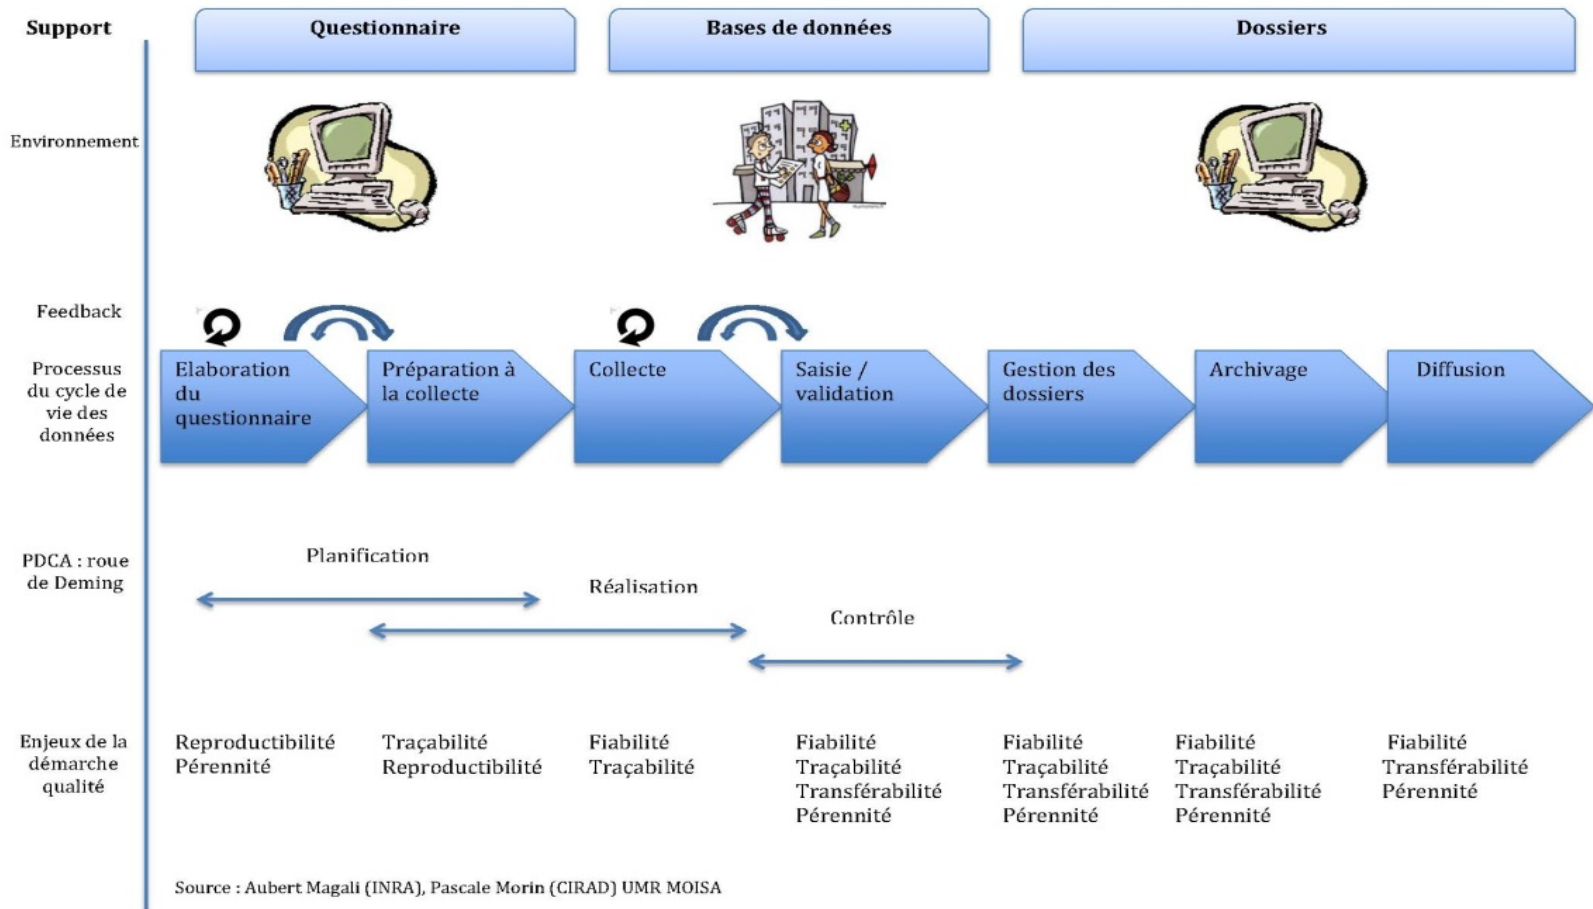 Support
Questionnaire
Bases de données
Dossiers
Environnement
Feedback
Processus
du cycle de
vie des
données
Elaboration
du
questionnaire
Préparation à
la collecte
Collecte
Saisie /
validation
Gestion des
dossiers
Archivage
Diffusion
PDCA : roue
de Deming
Planification
Réalisation
Contrôle
Enjeux de la
démarche
qualité
Reproductibilité
Pérennité
Traçabilité
Reproductibilité
Fiabilité
Traçabilité
Fiabilité
Traçabilité
Transférabilité
Pérennité
Fiabilité
Traçabilité
Transférabilité
Pérennité
Fiabilité
Traçabilité
Transférabilité
Pérennité
Fiabilité
Transférabilité
Pérennité
Source : Aubert Magali (INRA), Pascale Morin (CIRAD) UMR MOISA